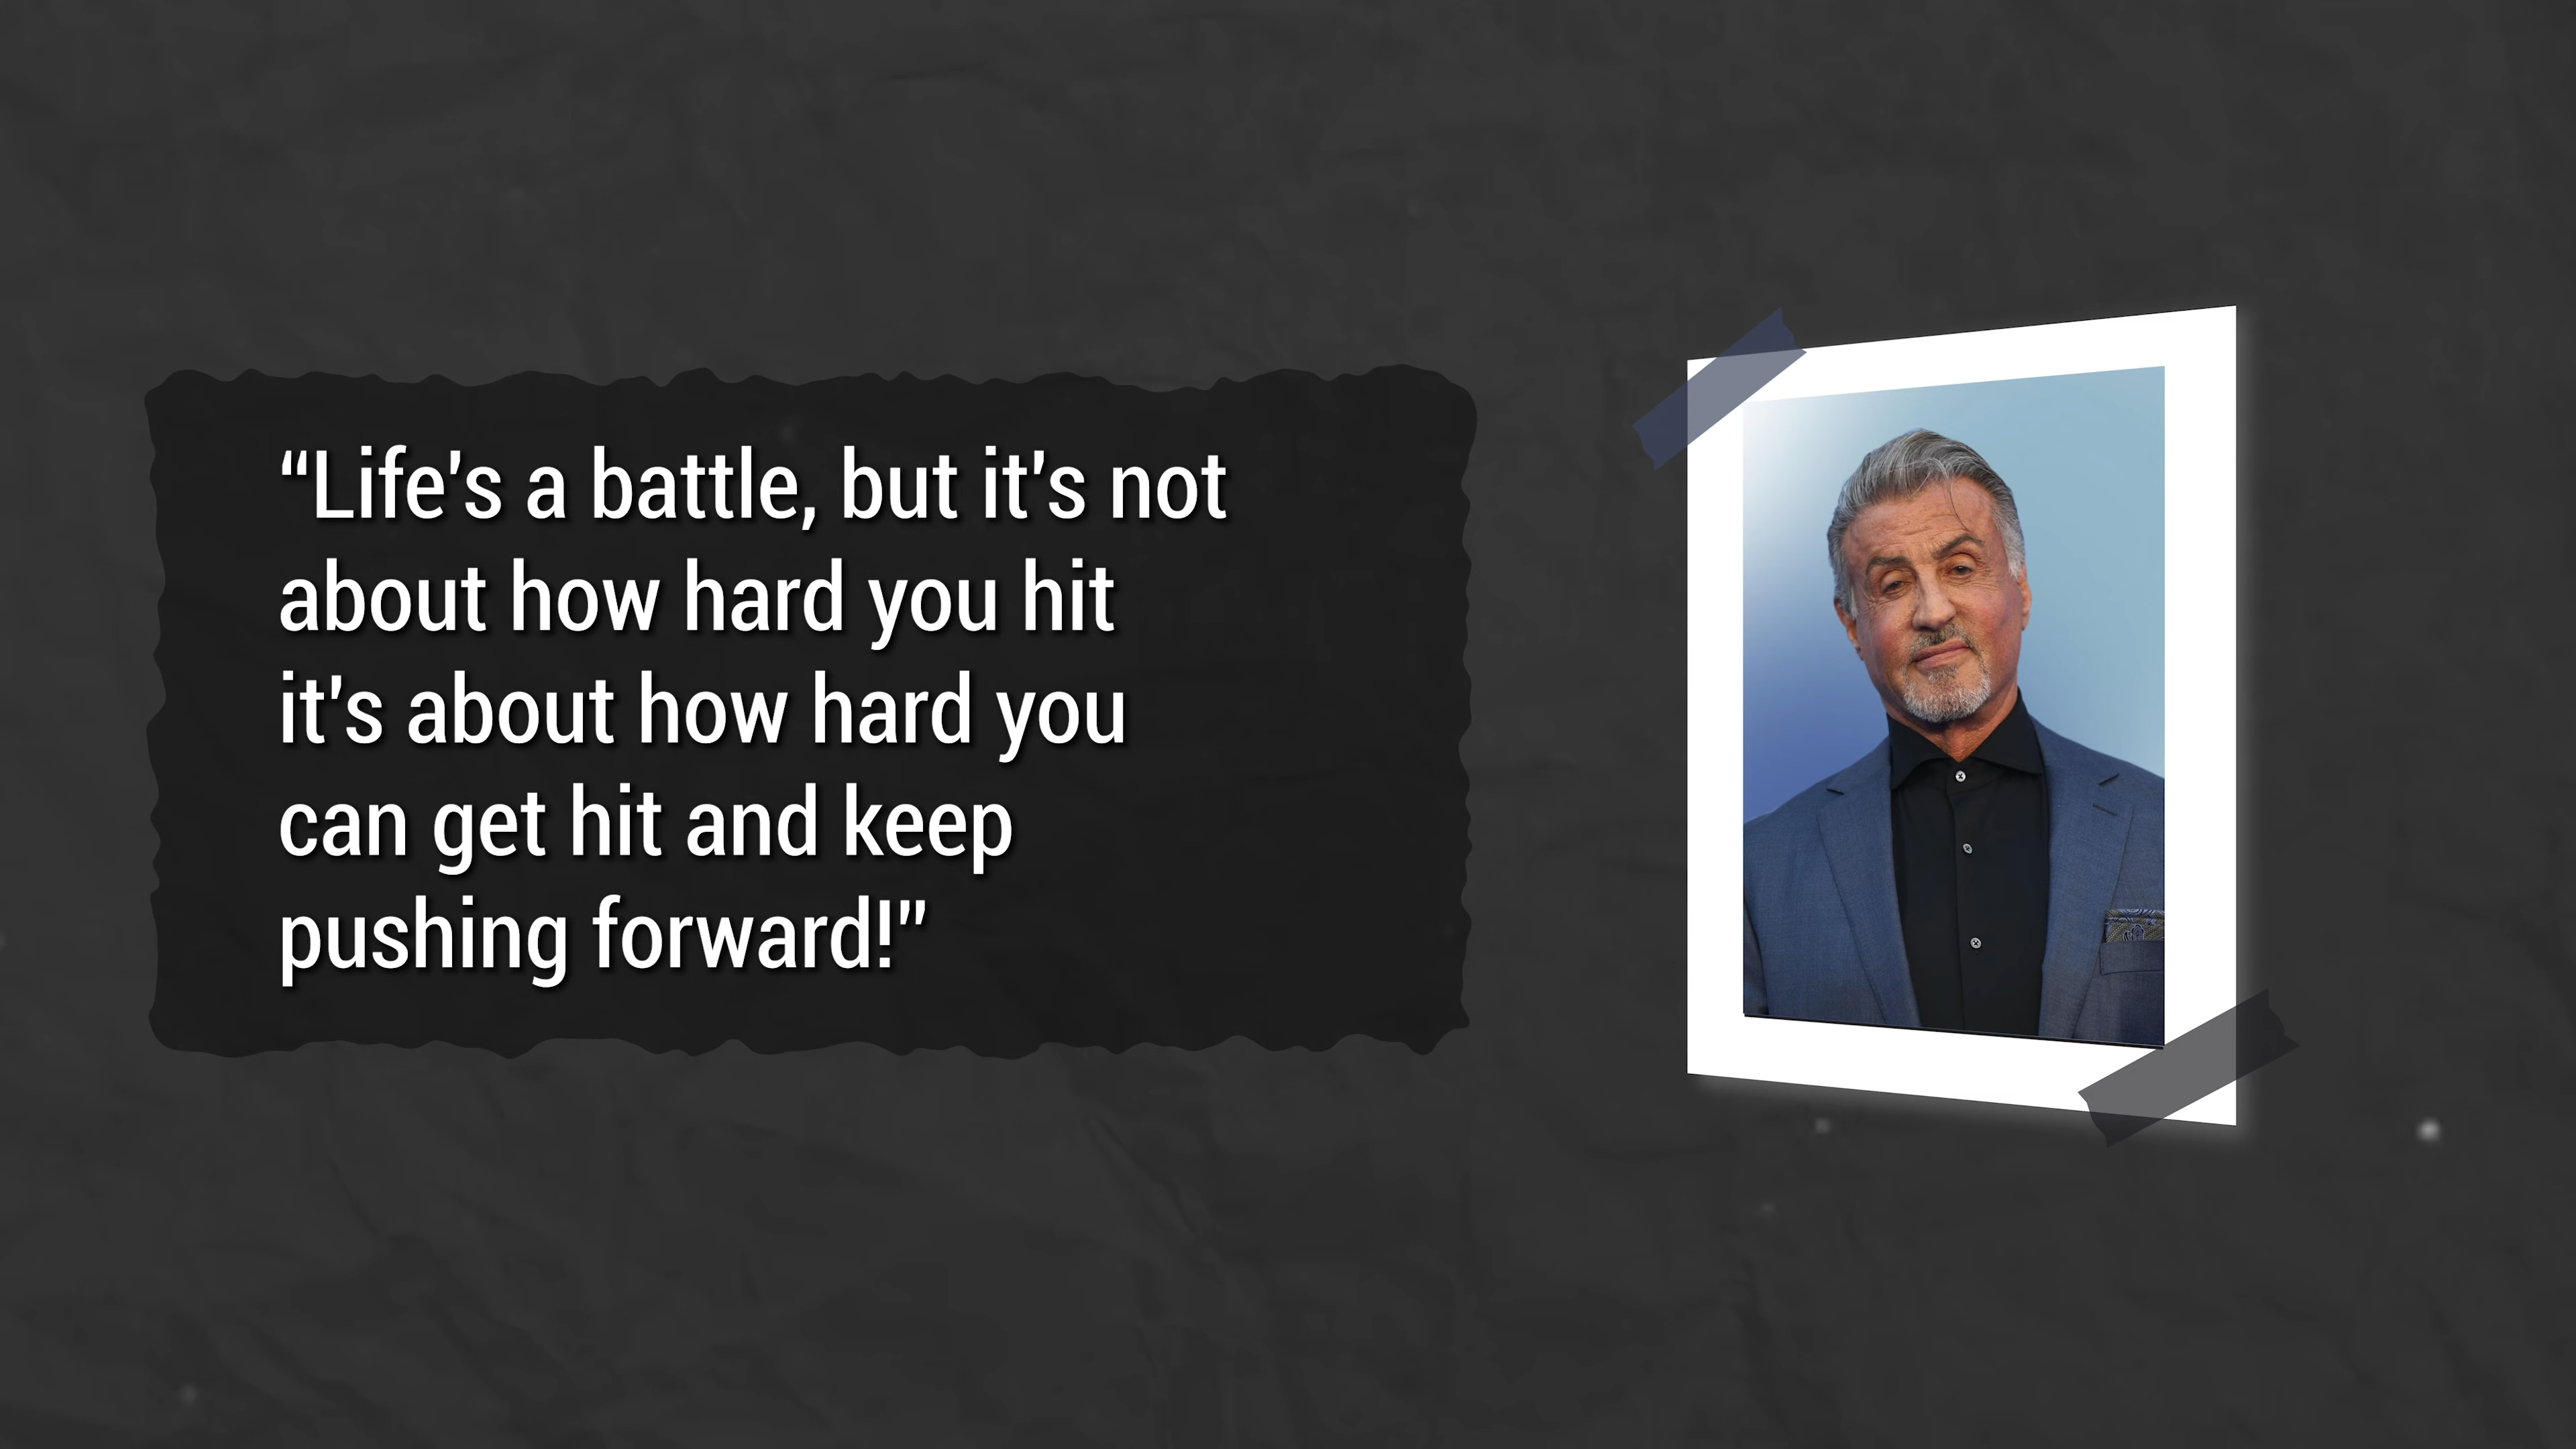 “Life's a battle, but it's not
about how hard you hit
it's about how hard you
can get hit and keep
pushing forward!”